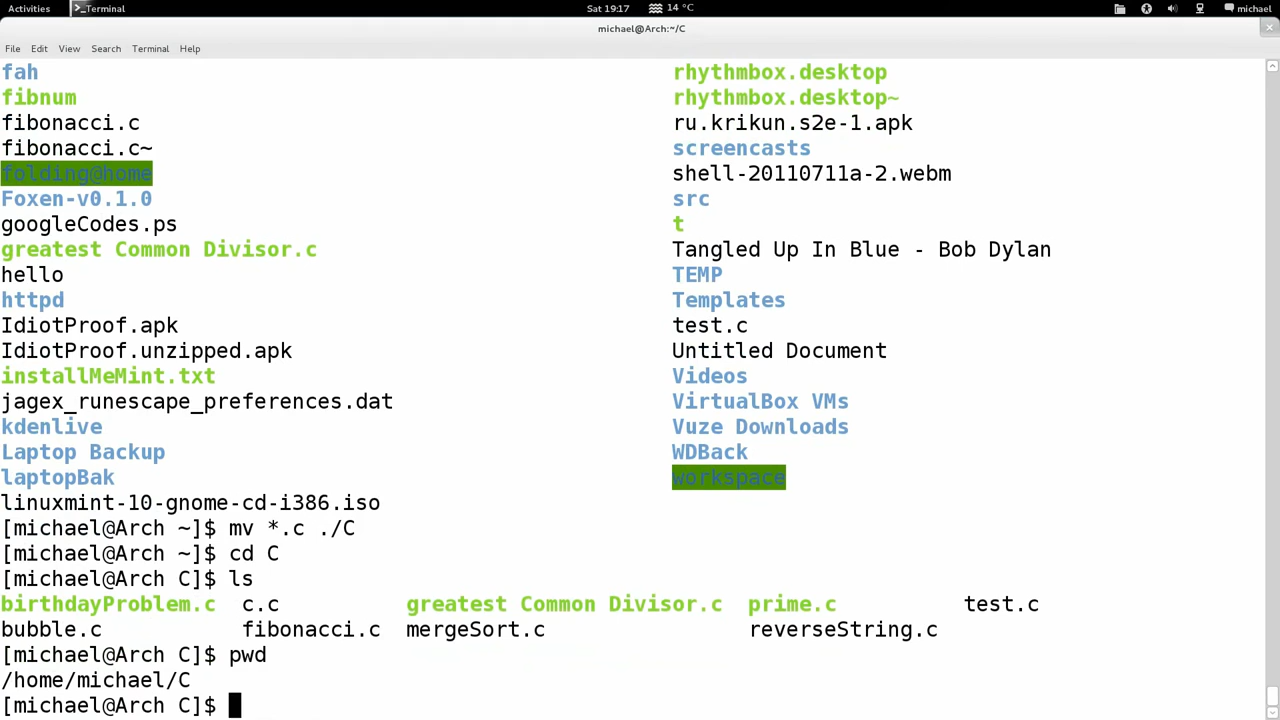 Activities Terminal Sat 19:17 14 °C michael
michael@Arch:~/C
File Edit View Search Terminal Help
fah rhythmbox.desktop
fibnum rhythmbox.desktop~
fibonacci.c ru.krikun.s2e-1.apk
fibonacci.c~ screencasts
folding@home shell-20110711a-2.webm
Foxen-v0.1.0 src
googleCodes.ps t
greatest Common Divisor.c Tangled Up In Blue - Bob Dylan
hello TEMP
httpd Templates
IdiotProof.apk test.c
IdiotProof.unzipped.apk Untitled Document
installMeMint.txt Videos
jagex_runescape_preferences.dat VirtualBox VMs
kdenlive Vuze Downloads
Laptop Backup WDBack
laptopBak workspace
linuxmint-10-gnome-cd-i386.iso
[michael@Arch ~]$ mv *.c ./C
[michael@Arch ~]$ cd C
[michael@Arch C]$ ls
birthdayProblem.c c.c greatest Common Divisor.c prime.c test.c
bubble.c fibonacci.c mergeSort.c reverseString.c
[michael@Arch C]$ pwd
/home/michael/C
[michael@Arch C]$